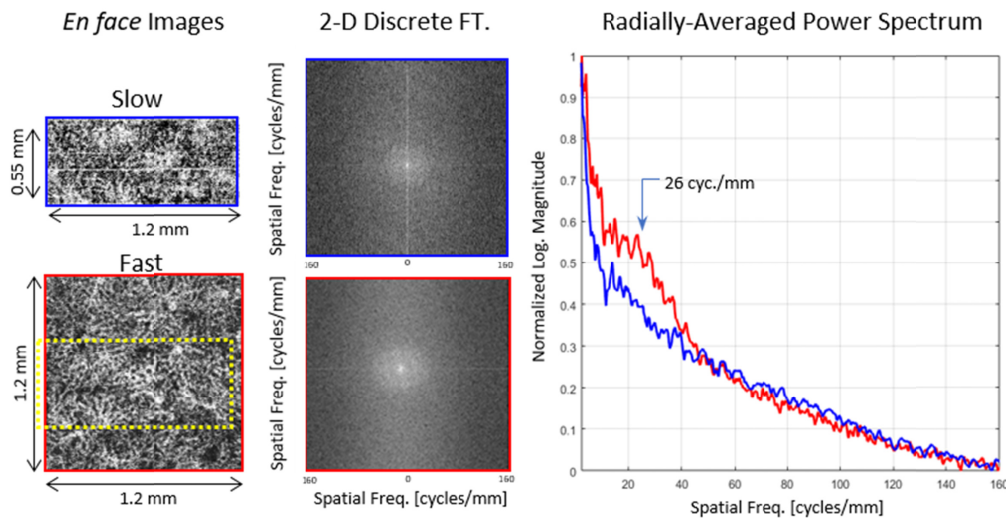 En face Images
2-D Discrete FT.
Radially-Averaged Power Spectrum
Slow
0.55 mm
1.2 mm
Fast
1.2 mm
1.2 mm
Spatial Freq. [cycles/mm]
160
0
160
Spatial Freq. [cycles/mm]
160
0
160
Spatial Freq. [cycles/mm]
Normalized Log. Magnitude
1
0.9
0.8
0.7
0.6
0.5
0.4
0.3
0.2
0.1
0
26 cyc./mm
20
40
60
80
100
120
140
160
Spatial Freq. [cycles/mm]